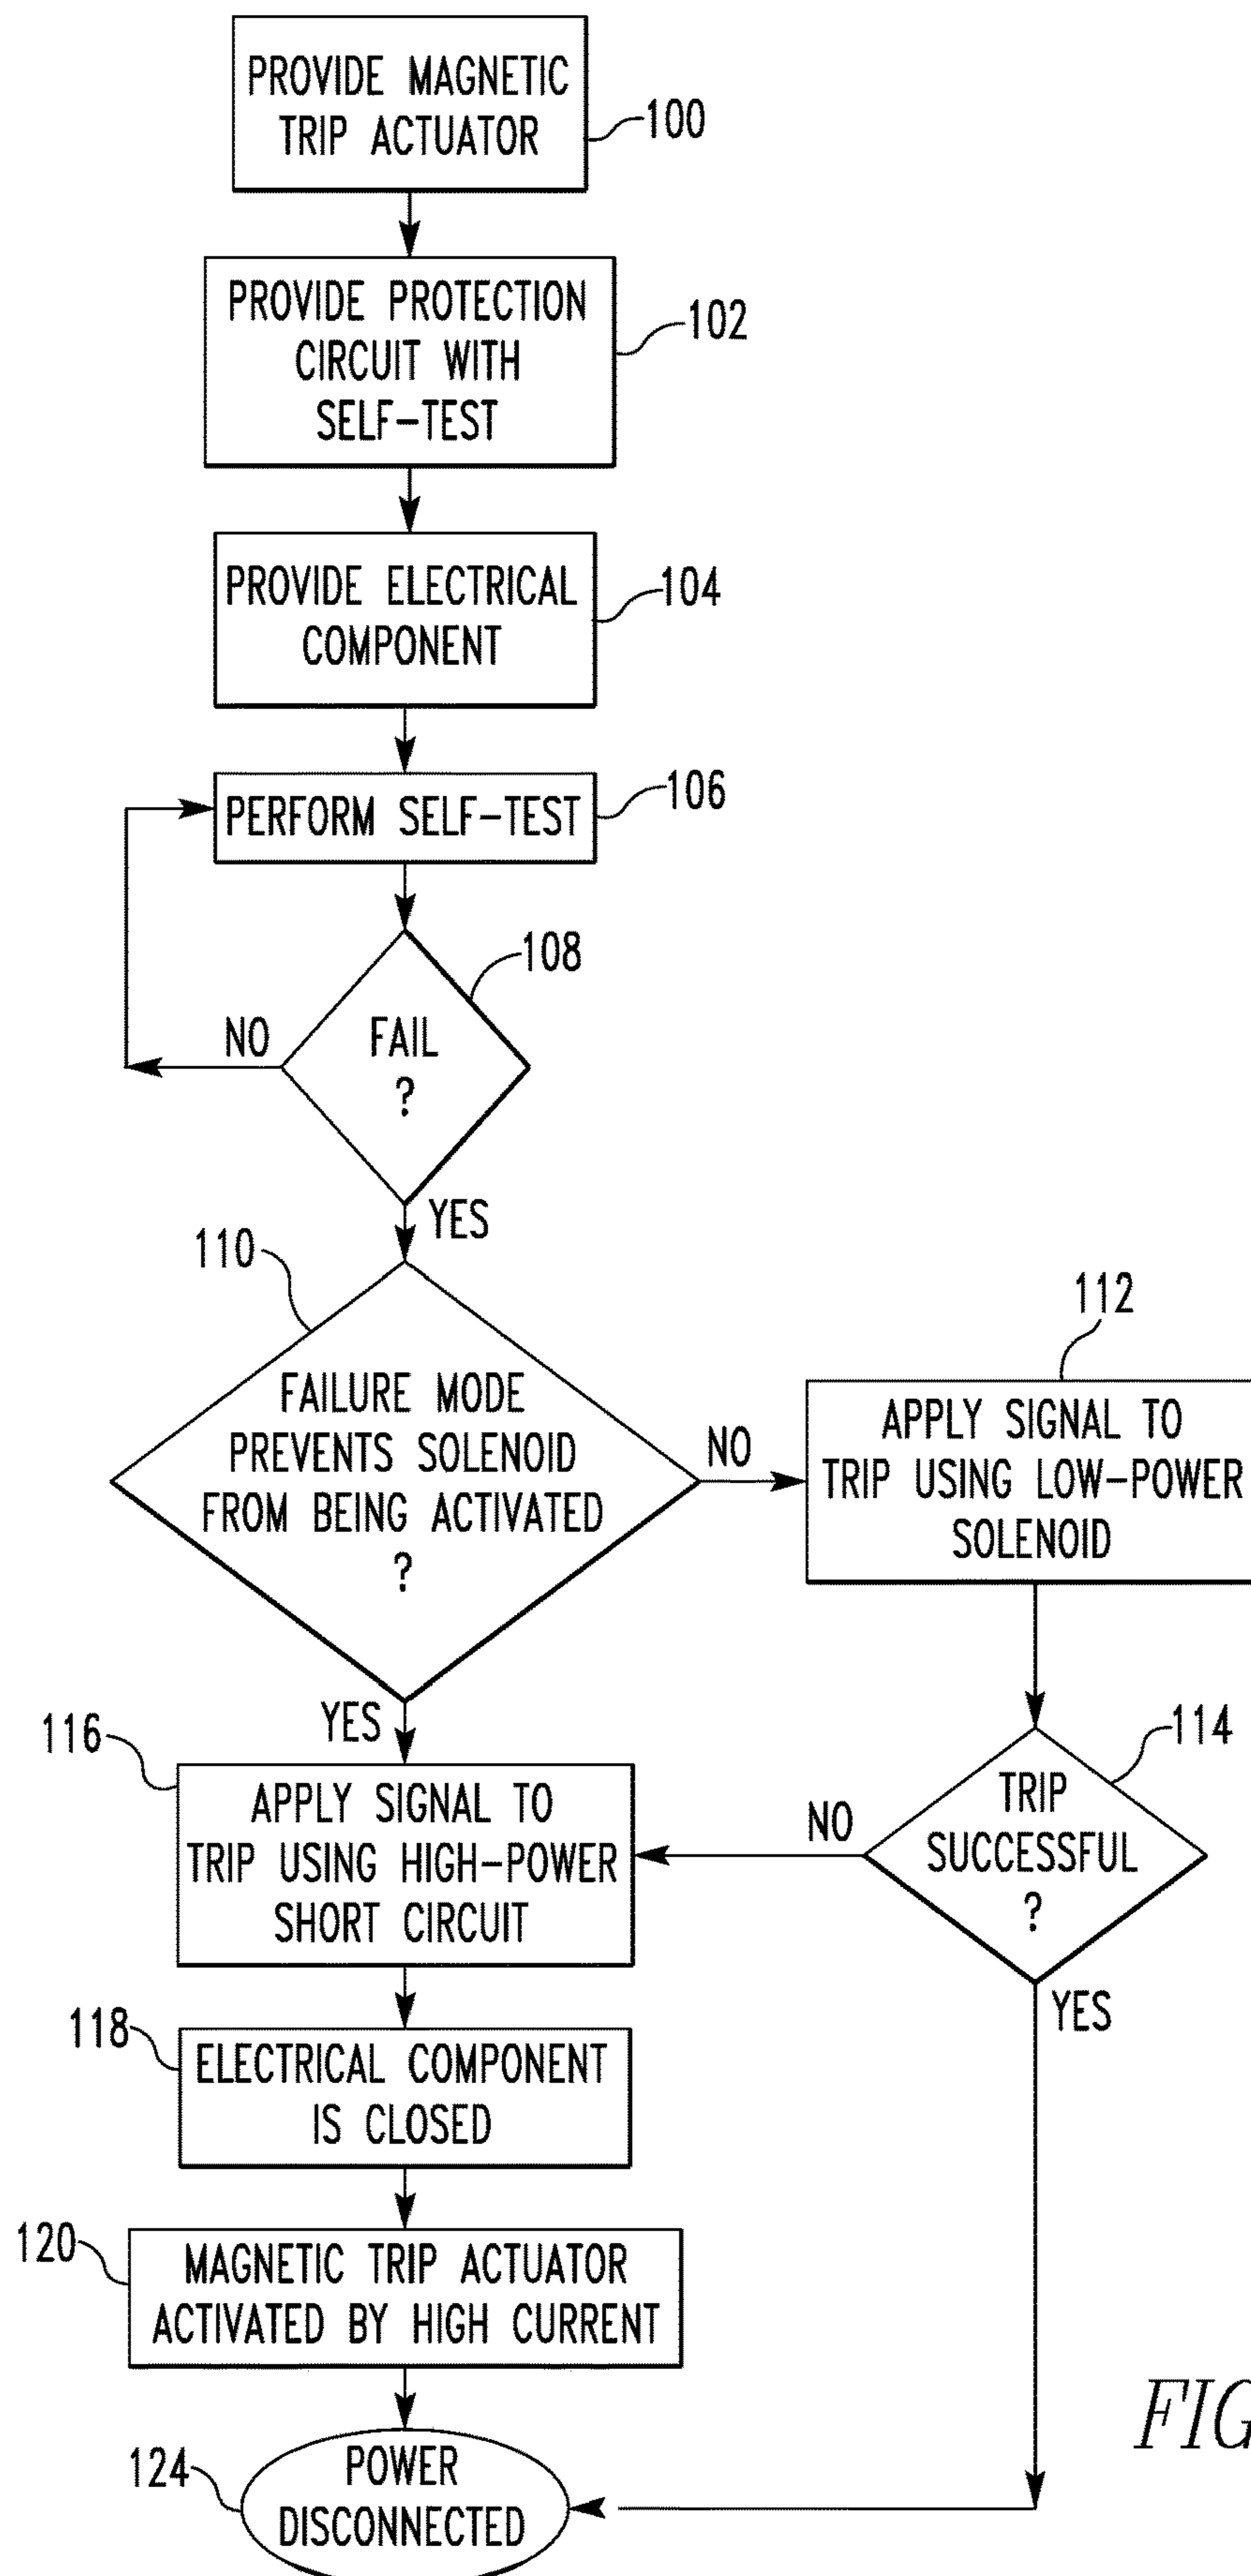 PROVIDE MAGNETIC
TRIP ACTUATOR
100
PROVIDE PROTECTION
CIRCUIT WITH
SELF-TEST
102
PROVIDE ELECTRICAL
COMPONENT
104
PERFORM SELF-TEST
106
108
FAIL
?
NO
YES
110
FAILURE MODE
PREVENTS SOLENOID
FROM BEING ACTIVATED
?
NO
112
APPLY SIGNAL TO
TRIP USING LOW-POWER
SOLENOID
YES
114
TRIP
SUCCESSFUL
?
NO
YES
116
APPLY SIGNAL TO
TRIP USING HIGH-POWER
SHORT CIRCUIT
118
ELECTRICAL COMPONENT
IS CLOSED
120
MAGNETIC TRIP ACTUATOR
ACTIVATED BY HIGH CURRENT
124
POWER
DISCONNECTED
FIG